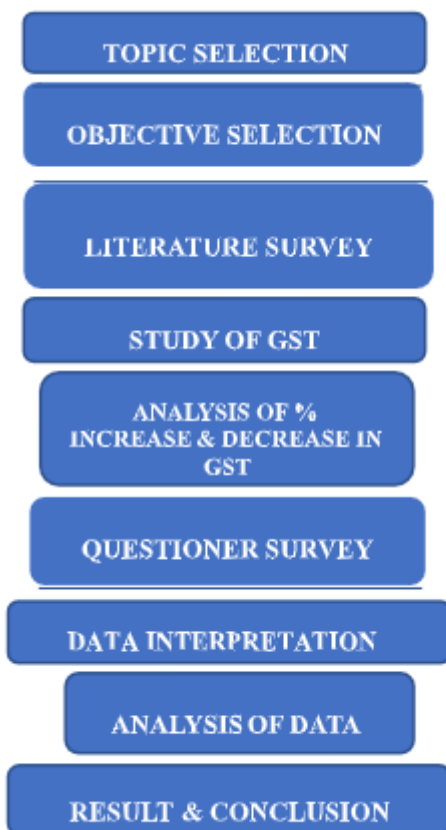 TOPIC SELECTION
OBJECTIVE SELECTION
LITERATURE SURVEY
STUDY OF GST
ANALYSIS OF %
INCREASE & DECREASE IN
GST
QUESTIONER SURVEY
DATA INTERPRETATION
ANALYSIS OF DATA
RESULT & CONCLUSION